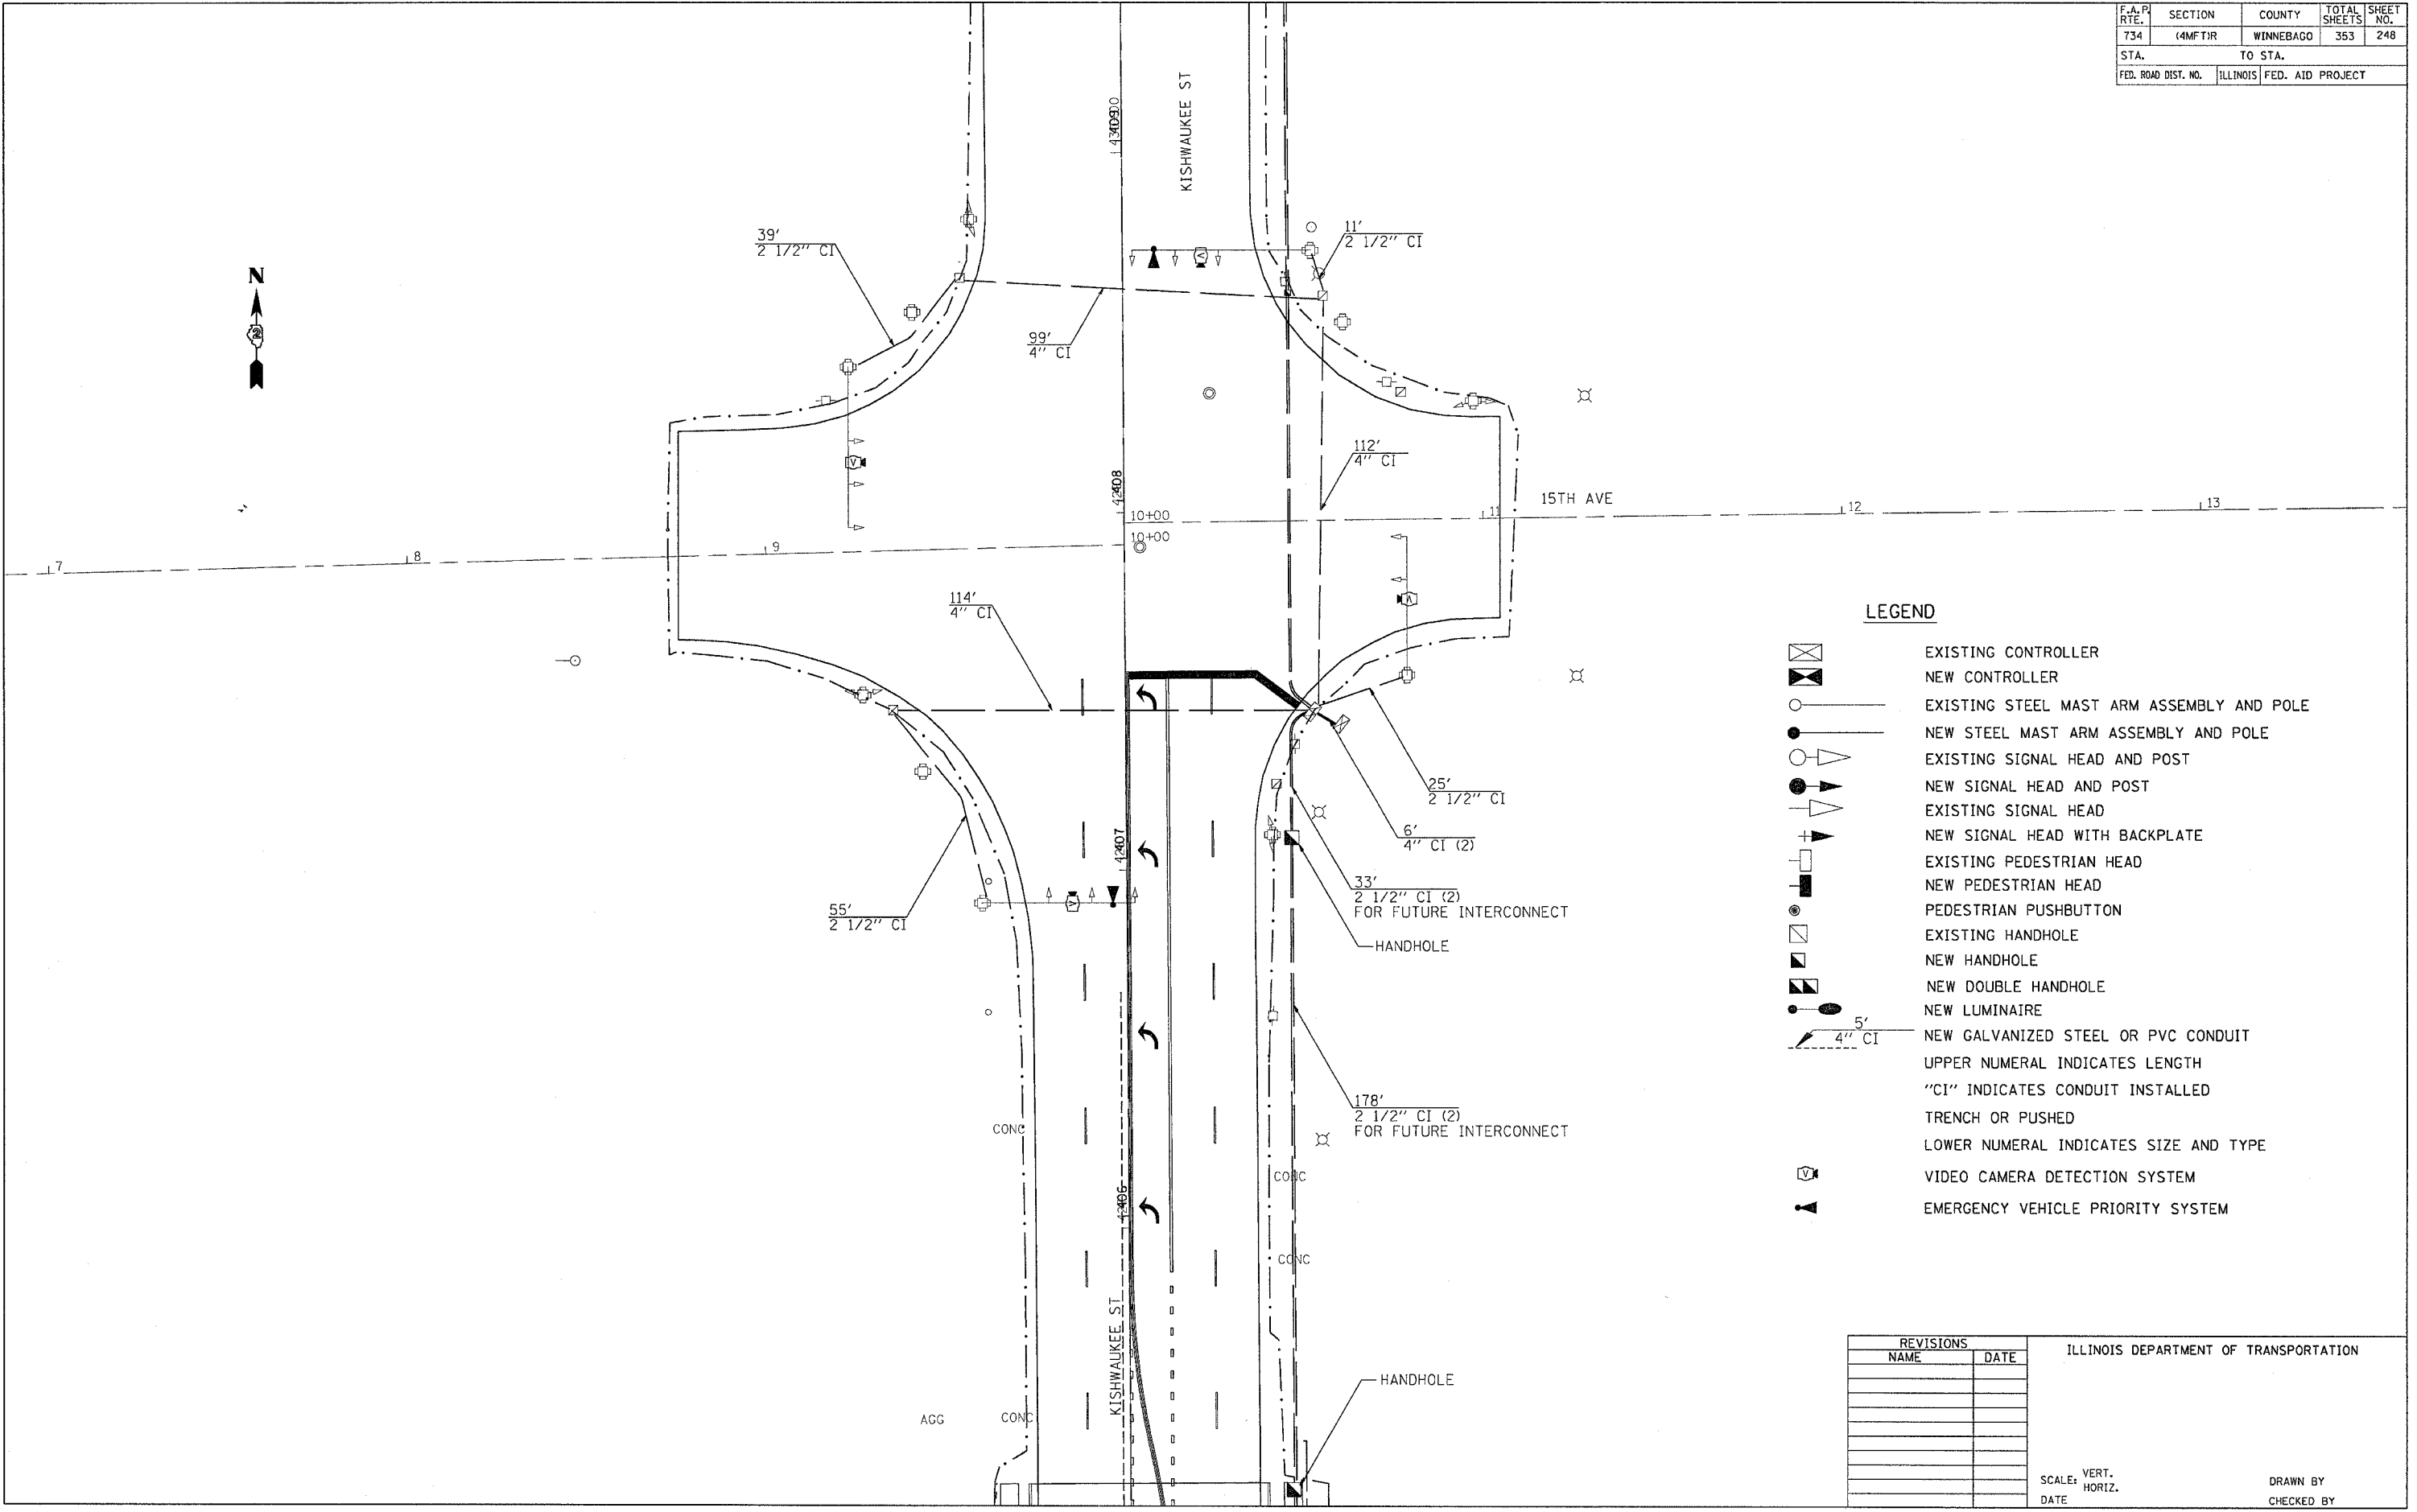 F.A.P. RTE. SECTION COUNTY TOTAL SHEETS SHEET NO.
734 (4MFT)R WINNEBAGO 353 248
STA. TO STA.
FED. ROAD DIST. NO. ILLINOIS FED. AID PROJECT
KISHWAUKEE ST
N
2
39'
2 1/2" CI
11'
2 1/2" CI
99'
4" CI
V
112'
4" CI
V
408
10+00
10+00
15TH AVE
7
8
9
11
12
13
114'
4" CI
V
25'
2 1/2" CI
6'
4" CI (2)
407
33'
2 1/2" CI (2)
FOR FUTURE INTERCONNECT
HANDHOLE
V
55'
2 1/2" CI
178'
2 1/2" CI (2)
FOR FUTURE INTERCONNECT
CONC
CONC
406
CONC
KISHWAUKEE ST
HANDHOLE
AGG
CONC
LEGEND
EXISTING CONTROLLER
NEW CONTROLLER
EXISTING STEEL MAST ARM ASSEMBLY AND POLE
NEW STEEL MAST ARM ASSEMBLY AND POLE
EXISTING SIGNAL HEAD AND POST
NEW SIGNAL HEAD AND POST
EXISTING SIGNAL HEAD
NEW SIGNAL HEAD WITH BACKPLATE
EXISTING PEDESTRIAN HEAD
NEW PEDESTRIAN HEAD
PEDESTRIAN PUSHBUTTON
EXISTING HANDHOLE
NEW HANDHOLE
NEW DOUBLE HANDHOLE
NEW LUMINAIRE
5'
4" CI
NEW GALVANIZED STEEL OR PVC CONDUIT
UPPER NUMERAL INDICATES LENGTH
"CI" INDICATES CONDUIT INSTALLED
TRENCH OR PUSHED
LOWER NUMERAL INDICATES SIZE AND TYPE
V
VIDEO CAMERA DETECTION SYSTEM
EMERGENCY VEHICLE PRIORITY SYSTEM
REVISIONS
NAME DATE
ILLINOIS DEPARTMENT OF TRANSPORTATION
SCALE: VERT.
HORIZ.
DATE
DRAWN BY
CHECKED BY